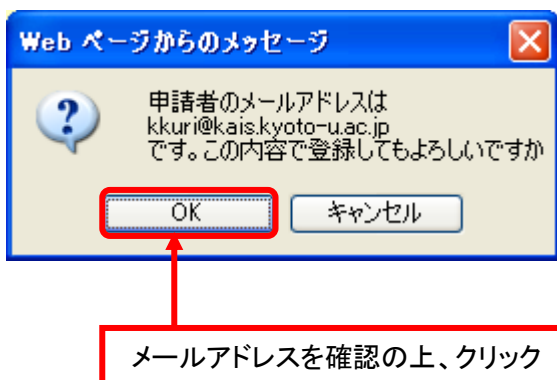 Web ページからのメッセージ
申請者のメールアドレスは
kkuri@kais.kyoto-u.ac.jp
です。この内容で登録してもよろしいですか
OK
キャンセル
メールアドレスを確認の上、クリック